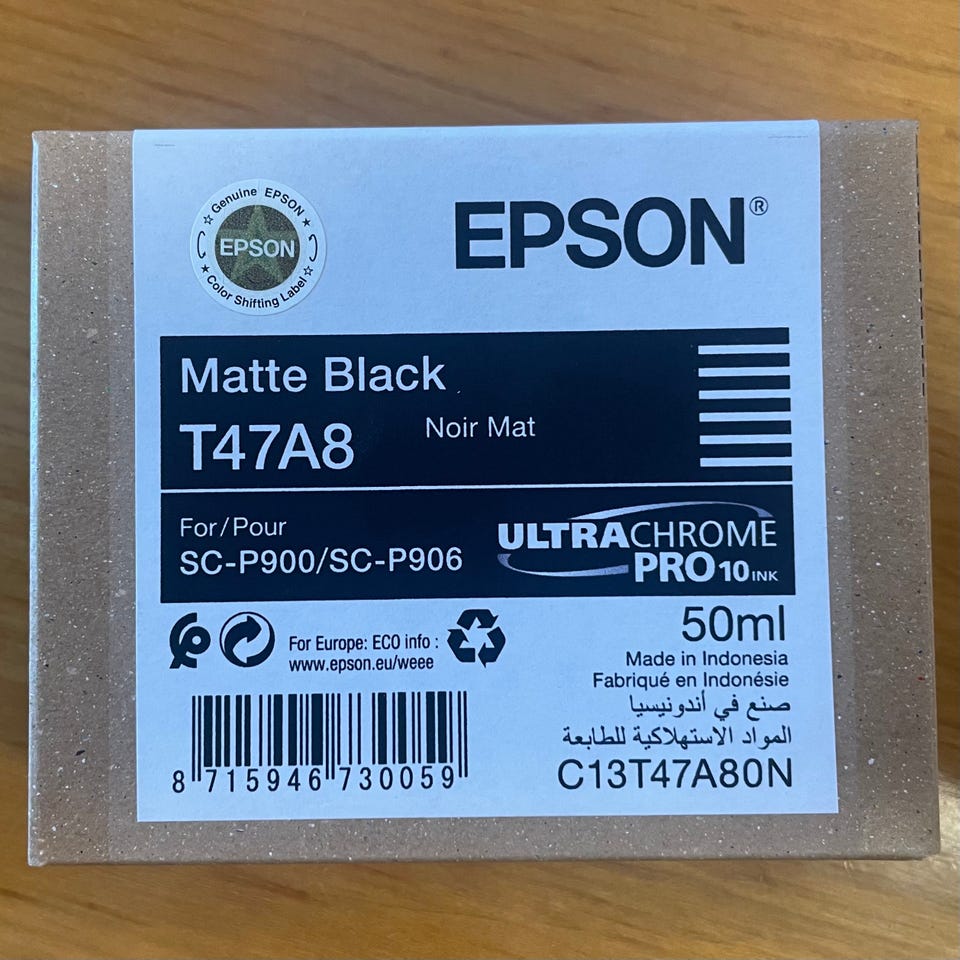 Genuine EPSON
EPSON
Color Shifting Label
EPSON®
Matte Black
T47A8
Noir Mat
For/Pour
SC-P900/SC-P906
ULTRACHROME
PRO10 INK
For Europe: ECO info :
www.epson.eu/weee
50ml
Made in Indonesia
Fabriqué en Indonésie
صنع في أندونيسيا
المواد الاستهلاكية للطابعة
8 715946 730059
C13T47A80N